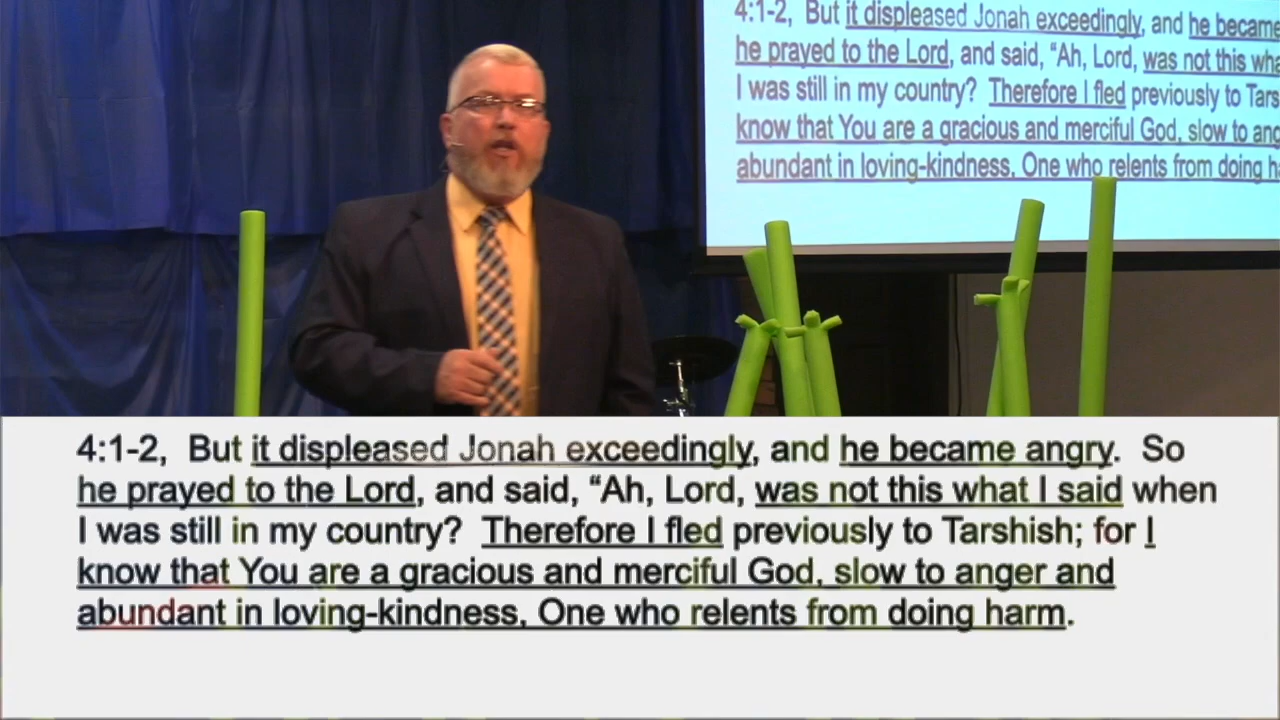 4:1-2, But it displeased Jonah exceedingly, and he became
he prayed to the Lord, and said, “Ah, Lord, was not this wha
I was still in my country? Therefore I fled previously to Tars
know that You are a gracious and merciful God, slow to ang
abundant in loving-kindness, One who relents from doing ha
4:1-2, But it displeased Jonah exceedingly, and he became angry. So
he prayed to the Lord, and said, “Ah, Lord, was not this what I said when
I was still in my country? Therefore I fled previously to Tarshish; for I
know that You are a gracious and merciful God, slow to anger and
abundant in loving-kindness, One who relents from doing harm.